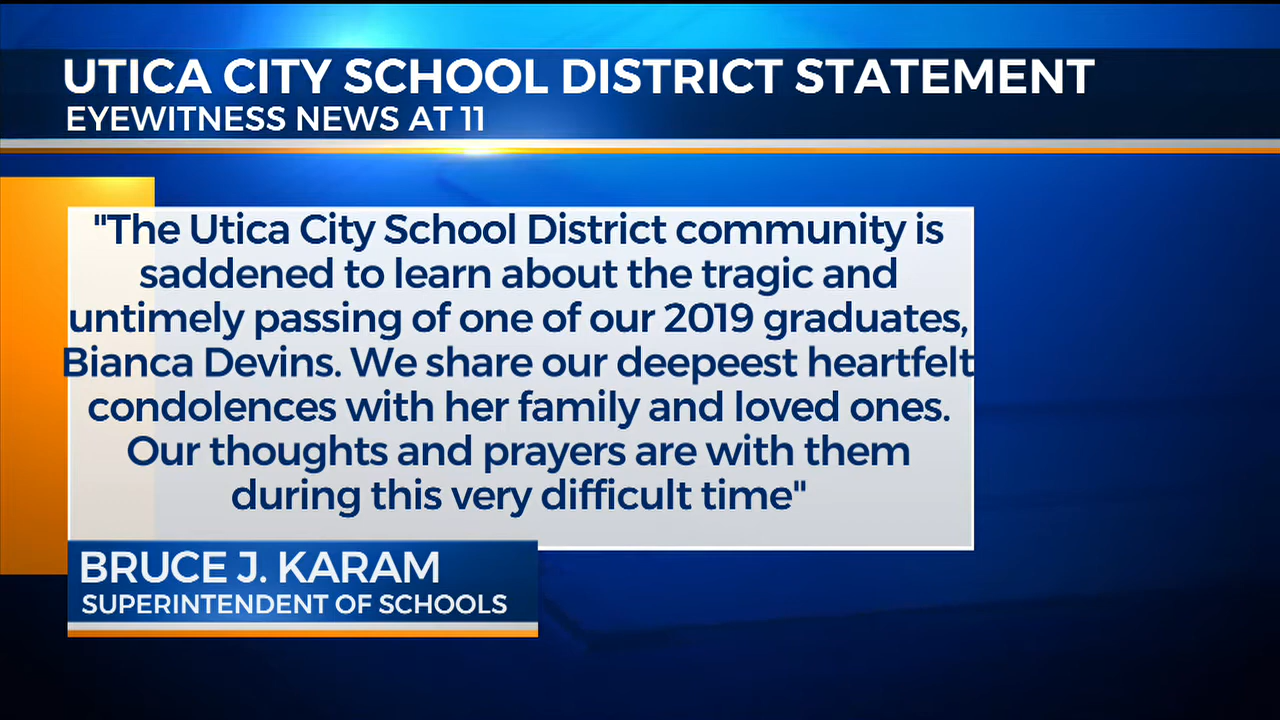 UTICA CITY SCHOOL DISTRICT STATEMENT
EYEWITNESS NEWS AT 11
"The Utica City School District community is
saddened to learn about the tragic and
untimely passing of one of our 2019 graduates,
Bianca Devins. We share our deepeest heartfelt
condolences with her family and loved ones.
Our thoughts and prayers are with them
during this very difficult time"
BRUCE J. KARAM
SUPERINTENDENT OF SCHOOLS